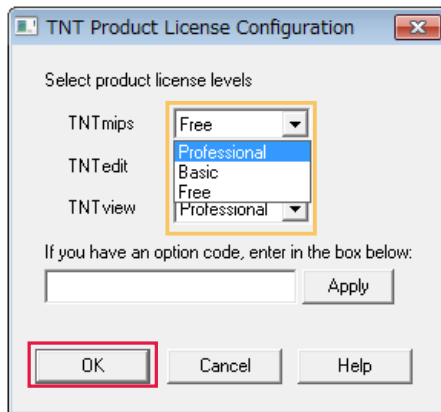 TNT Product License Configuration
Select product license levels
TNTmips Free
Professional
TNTedit Basic
Free
TNTview Professional
If you have an option code, enter in the box below:
Apply
OK Cancel Help